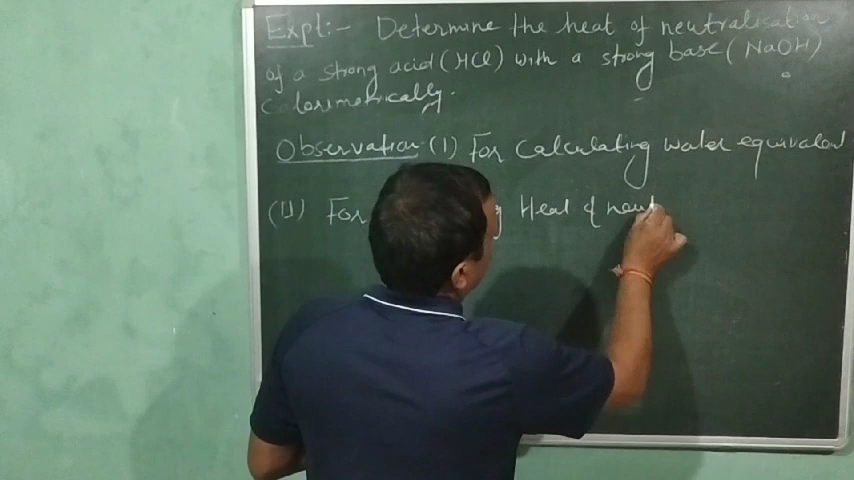 Expt:- Determine the heat of neutralisation
of a strong acid (HCl) with a strong base (NaOH)
Calorimetrically.
Observation (I) For Calculating water equivalent
(II) For Heat of neut